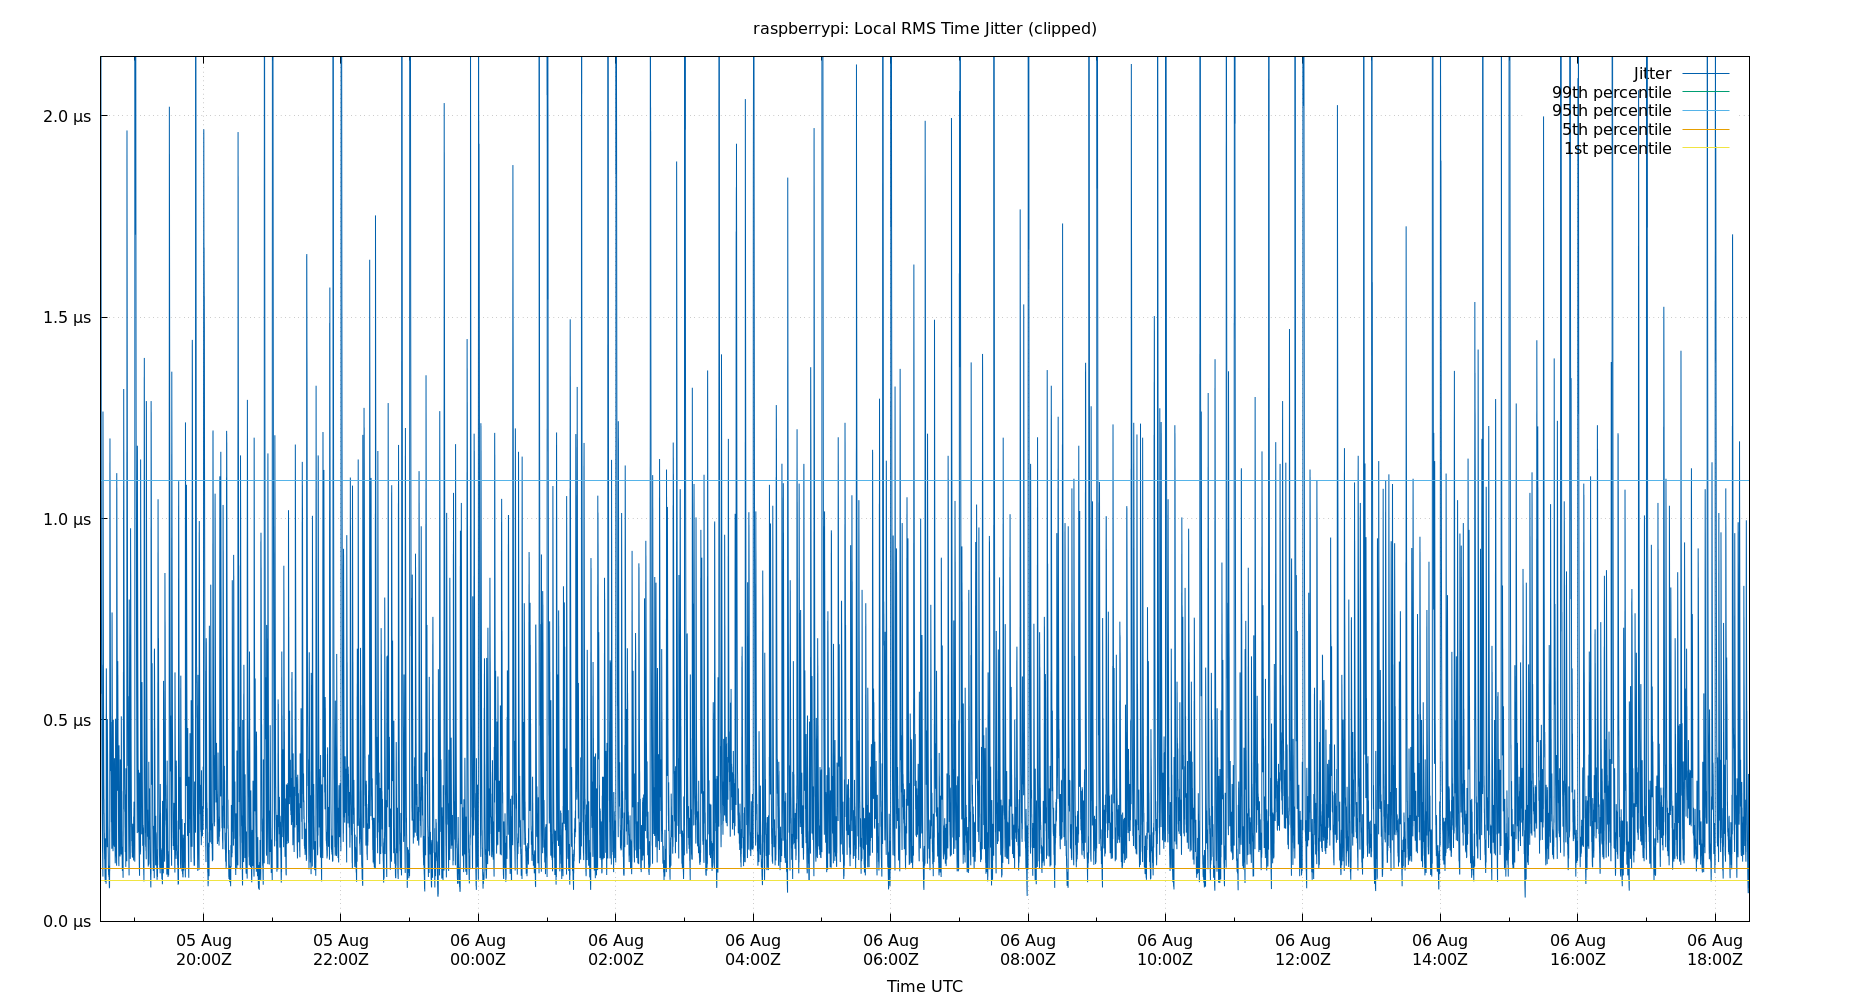 raspberrypi: Local RMS Time Jitter (clipped)
Jitter
99th percentile
95th percentile
5th percentile
1st percentile
2.0 µs
1.5 µs
1.0 µs
0.5 µs
0.0 µs
05 Aug 05 Aug 06 Aug 06 Aug 06 Aug 06 Aug 06 Aug 06 Aug 06 Aug 06 Aug 06 Aug 06 Aug
20:00Z 22:00Z 00:00Z 02:00Z 04:00Z 06:00Z 08:00Z 10:00Z 12:00Z 14:00Z 16:00Z 18:00Z
Time UTC